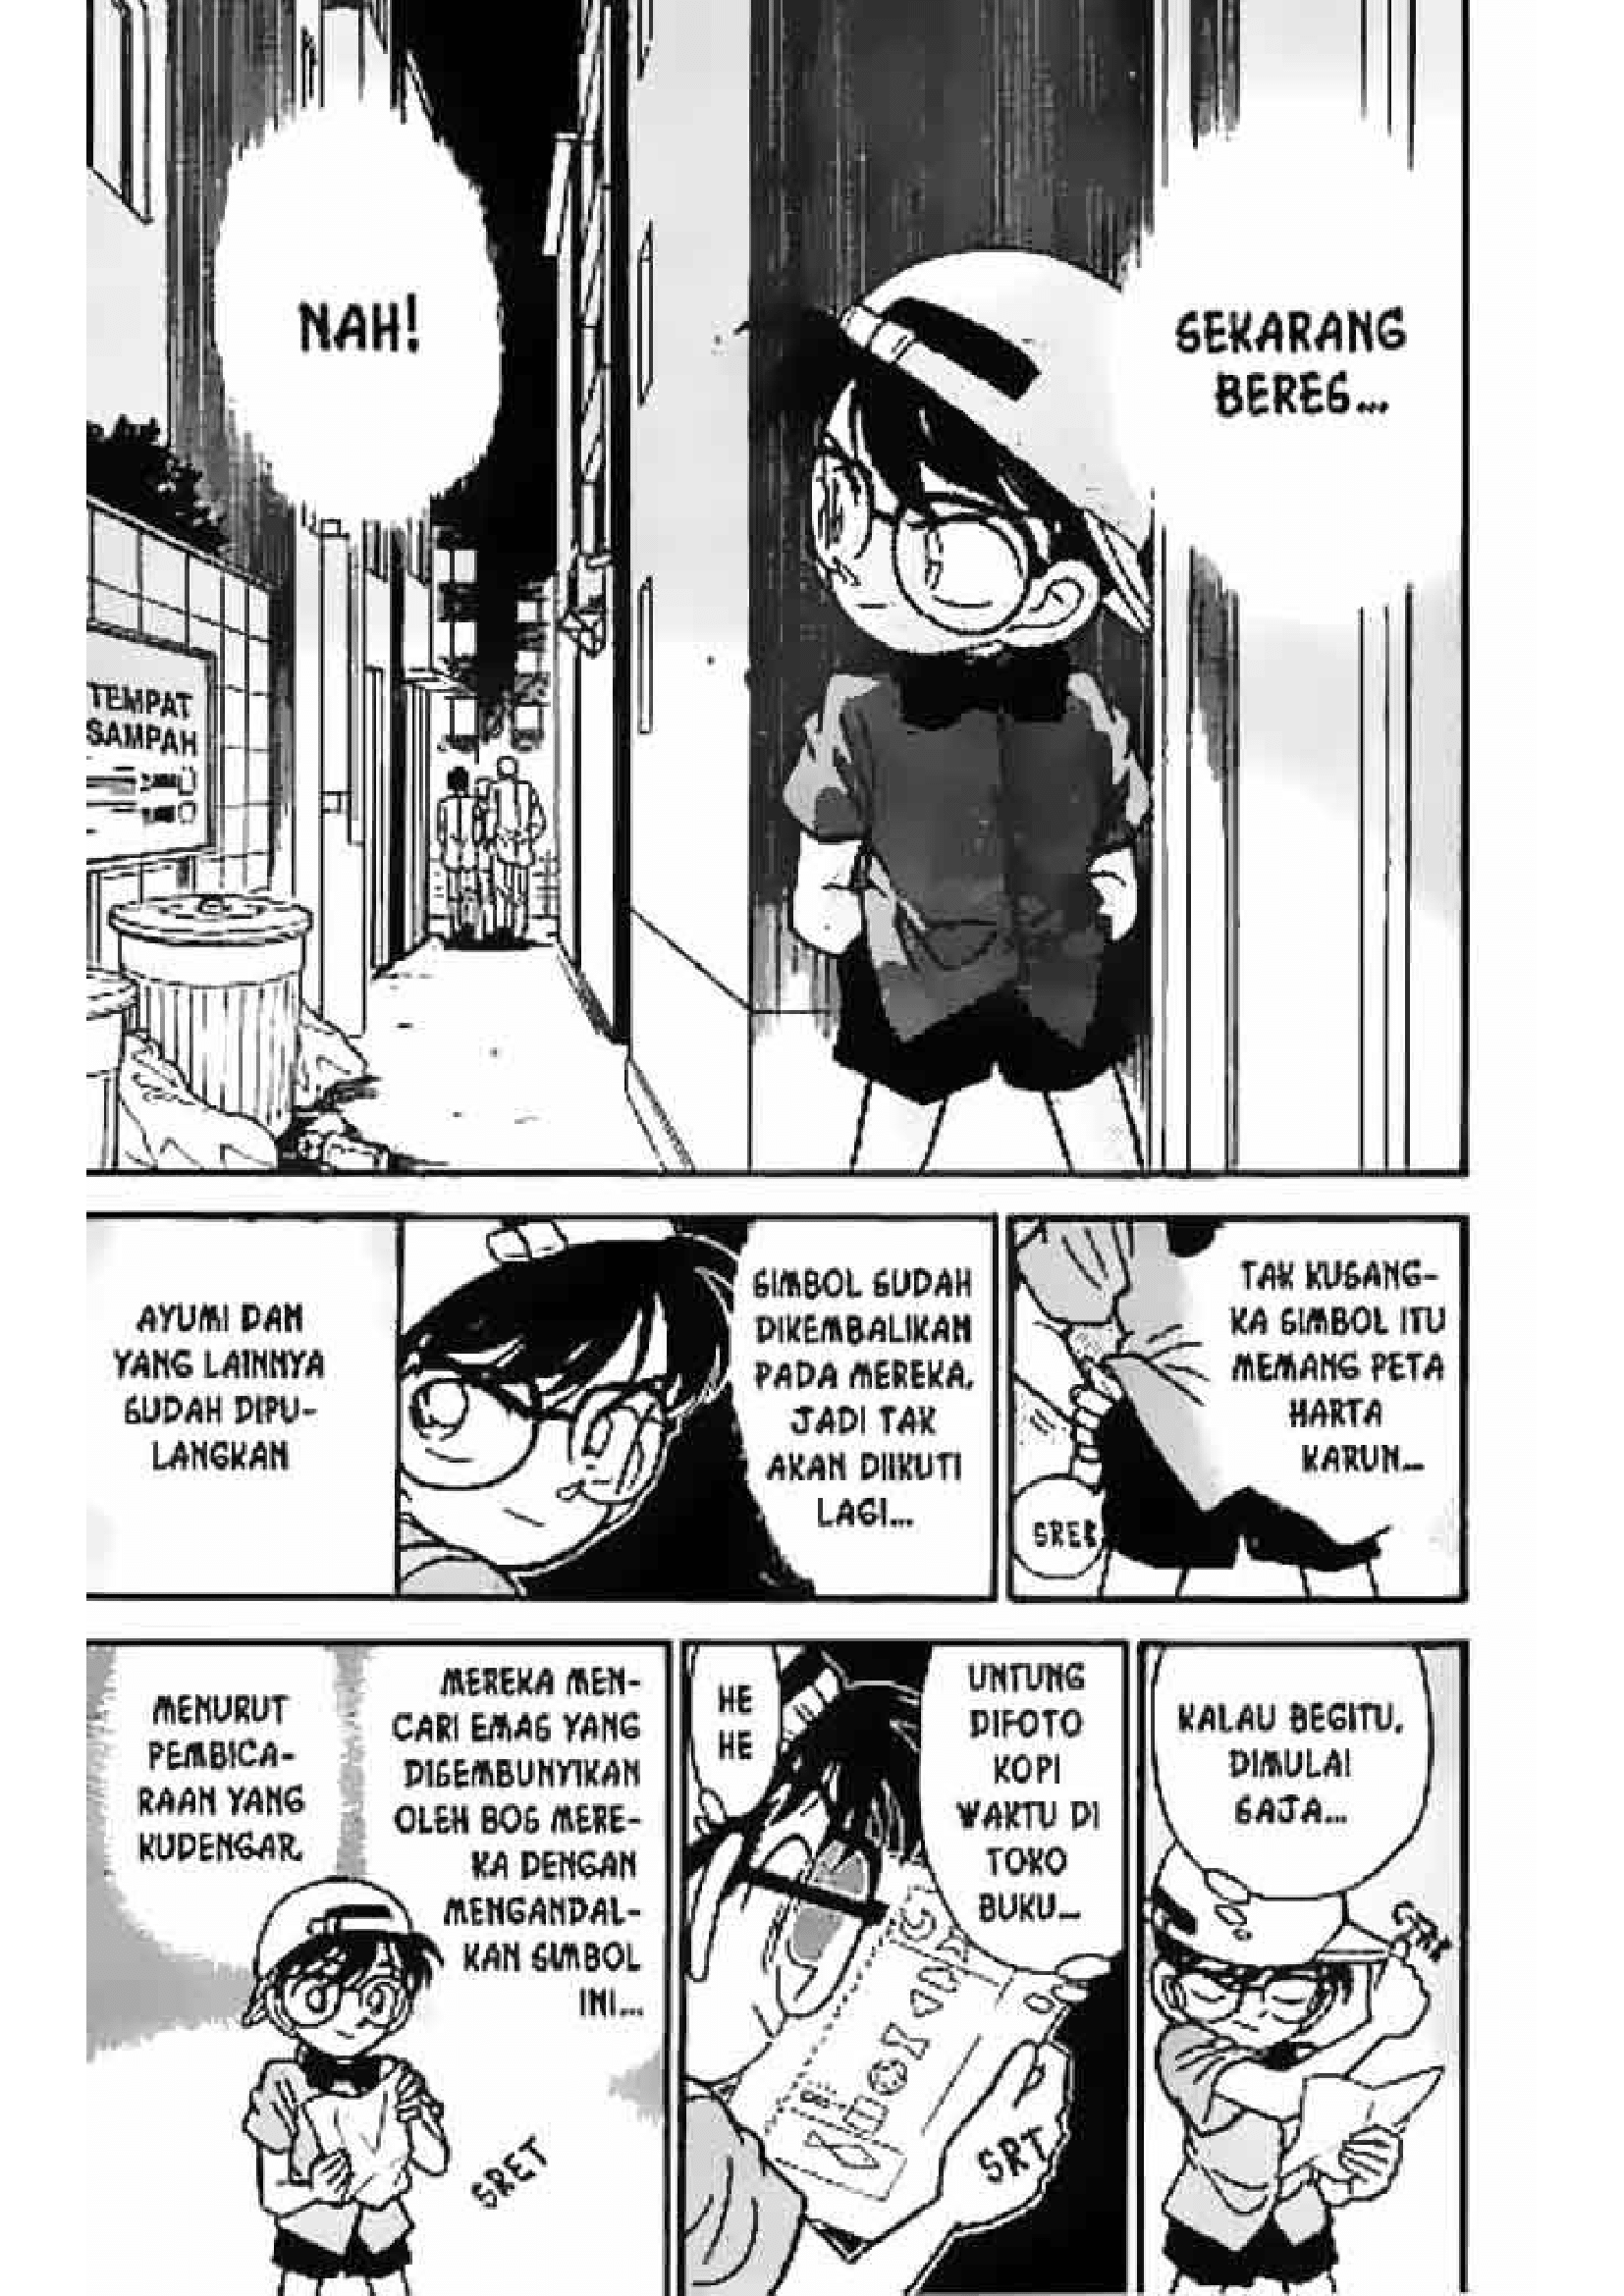 NAH!
SEKARANG
BERES...
TEMPAT
SAMPAH
AYUMI DAN
YANG LAINNYA
SUDAH DIPU-
LANGKAN
SIMBOL SUDAH
DIKEMBALIKAN
PADA MEREKA,
JADI TAK
AKAN DIIKUTI
LAGI...
TAK KUSANG-
KA SIMBOL ITU
MEMANG PETA
HARTA
KARUN...
SRET
MENURUT
PEMBICA-
RAAN YANG
KUDENGAR,
MEREKA MEN-
CARI EMAS YANG
DISEMBUNYIKAN
OLEH BOS MERE-
KA DENGAN
MENGANDAL-
KAN SIMBOL
INI...
SRET
HE
HE
UNTUNG
DIFOTO
KOPI
WAKTU DI
TOKO
BUKU...
SRT
KALAU BEGITU,
DIMULAI
SAJA...